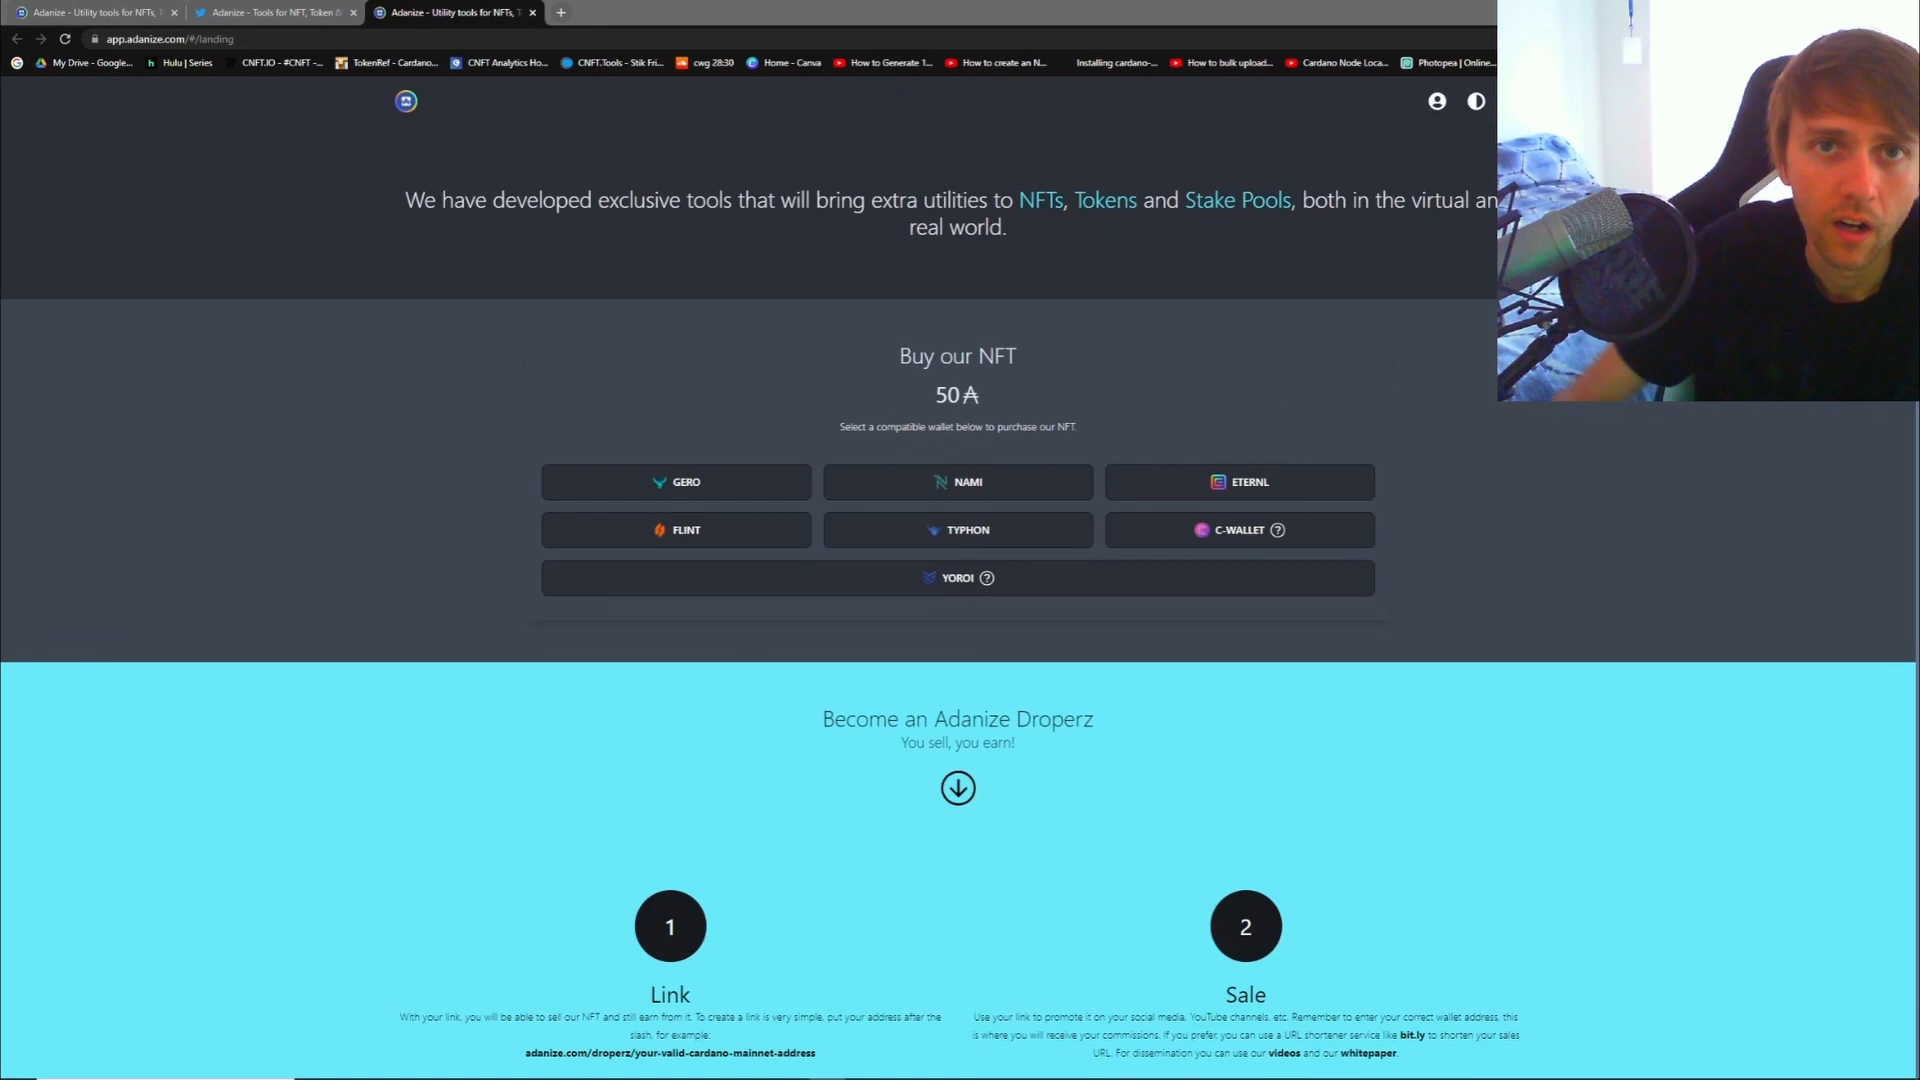 Adanize - Utility tools for NFTs, T
Adanize - Tools for NFT, Token &
Adanize - Utility tools for NFTs, T
app.adanize.com/#/landing
My Drive - Google...
Hulu | Series
CNFT.IO - #CNFT -...
TokenRef - Cardano...
CNFT Analytics Ho...
CNFT.Tools - Stik Fri...
cwg 28:30
Home - Canva
How to Generate 1...
How to create an N...
Installing cardano-...
How to bulk upload...
Cardano Node Loca...
Photopea | Online...
We have developed exclusive tools that will bring extra utilities to NFTs, Tokens and Stake Pools, both in the virtual an
real world.
Buy our NFT
50₳
Select a compatible wallet below to purchase our NFT.
GERO
NAMI
ETERNL
FLINT
TYPHON
C-WALLET ?
YOROI ?
Become an Adanize Droperz
You sell, you earn!
1
2
Link
With your link, you will be able to sell our NFT and still earn from it. To create a link is very simple, put your address after the
slash, for example:
adanize.com/droperz/your-valid-cardano-mainnet-address
Sale
Use your link to promote it on your social media, YouTube channels, etc. Remember to enter your correct wallet address, this
is where you will receive your commissions. If you prefer, you can use a URL shortener service like bit.ly to shorten your sales
URL. For dissemination you can use our videos and our whitepaper.